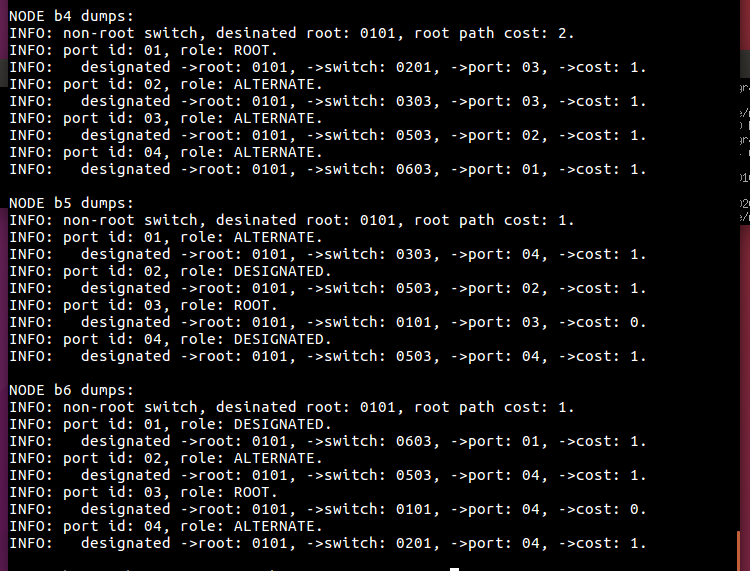 NODE b4 dumps:
INFO: non-root switch, desinated root: 0101, root path cost: 2.
INFO: port id: 01, role: ROOT.
INFO:   designated ->root: 0101, ->switch: 0201, ->port: 03, ->cost: 1.
INFO: port id: 02, role: ALTERNATE.
INFO:   designated ->root: 0101, ->switch: 0303, ->port: 03, ->cost: 1.
INFO: port id: 03, role: ALTERNATE.
INFO:   designated ->root: 0101, ->switch: 0503, ->port: 02, ->cost: 1.
INFO: port id: 04, role: ALTERNATE.
INFO:   designated ->root: 0101, ->switch: 0603, ->port: 01, ->cost: 1.

NODE b5 dumps:
INFO: non-root switch, desinated root: 0101, root path cost: 1.
INFO: port id: 01, role: ALTERNATE.
INFO:   designated ->root: 0101, ->switch: 0303, ->port: 04, ->cost: 1.
INFO: port id: 02, role: DESIGNATED.
INFO:   designated ->root: 0101, ->switch: 0503, ->port: 02, ->cost: 1.
INFO: port id: 03, role: ROOT.
INFO:   designated ->root: 0101, ->switch: 0101, ->port: 03, ->cost: 0.
INFO: port id: 04, role: DESIGNATED.
INFO:   designated ->root: 0101, ->switch: 0503, ->port: 04, ->cost: 1.

NODE b6 dumps:
INFO: non-root switch, desinated root: 0101, root path cost: 1.
INFO: port id: 01, role: DESIGNATED.
INFO:   designated ->root: 0101, ->switch: 0603, ->port: 01, ->cost: 1.
INFO: port id: 02, role: ALTERNATE.
INFO:   designated ->root: 0101, ->switch: 0503, ->port: 04, ->cost: 1.
INFO: port id: 03, role: ROOT.
INFO:   designated ->root: 0101, ->switch: 0101, ->port: 04, ->cost: 0.
INFO: port id: 04, role: ALTERNATE.
INFO:   designated ->root: 0101, ->switch: 0201, ->port: 04, ->cost: 1.